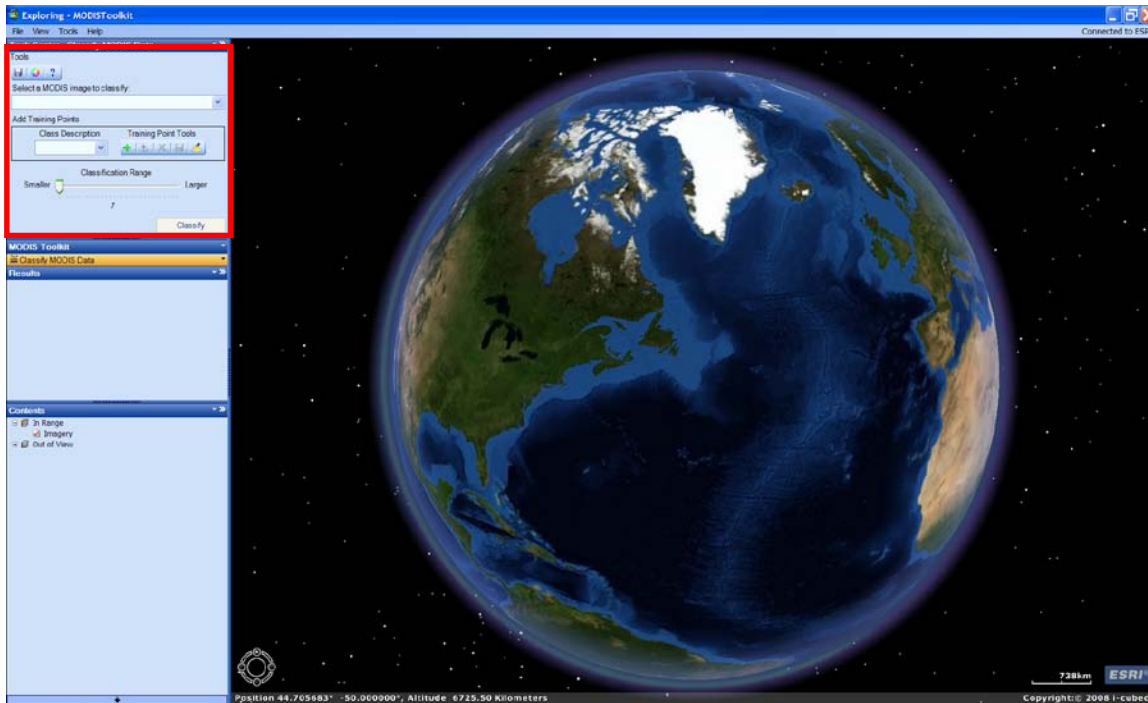 Exploring - MODISToolkit
File View Tools Help
Connected to ESRI
Tools
Select a MODIS image to classify:
Add Training Points
Class Description
Training Point Tools
Classification Range
Smaller
Larger
1
Classify
MODIS Toolkit
Classify MODIS Data
Results
Contents
In Range
Imagery
Out of View
738km
ESRI
Position 44.705683° -50.000000°, Altitude 6725.50 Kilometers
Copyright:© 2008 i-cubed